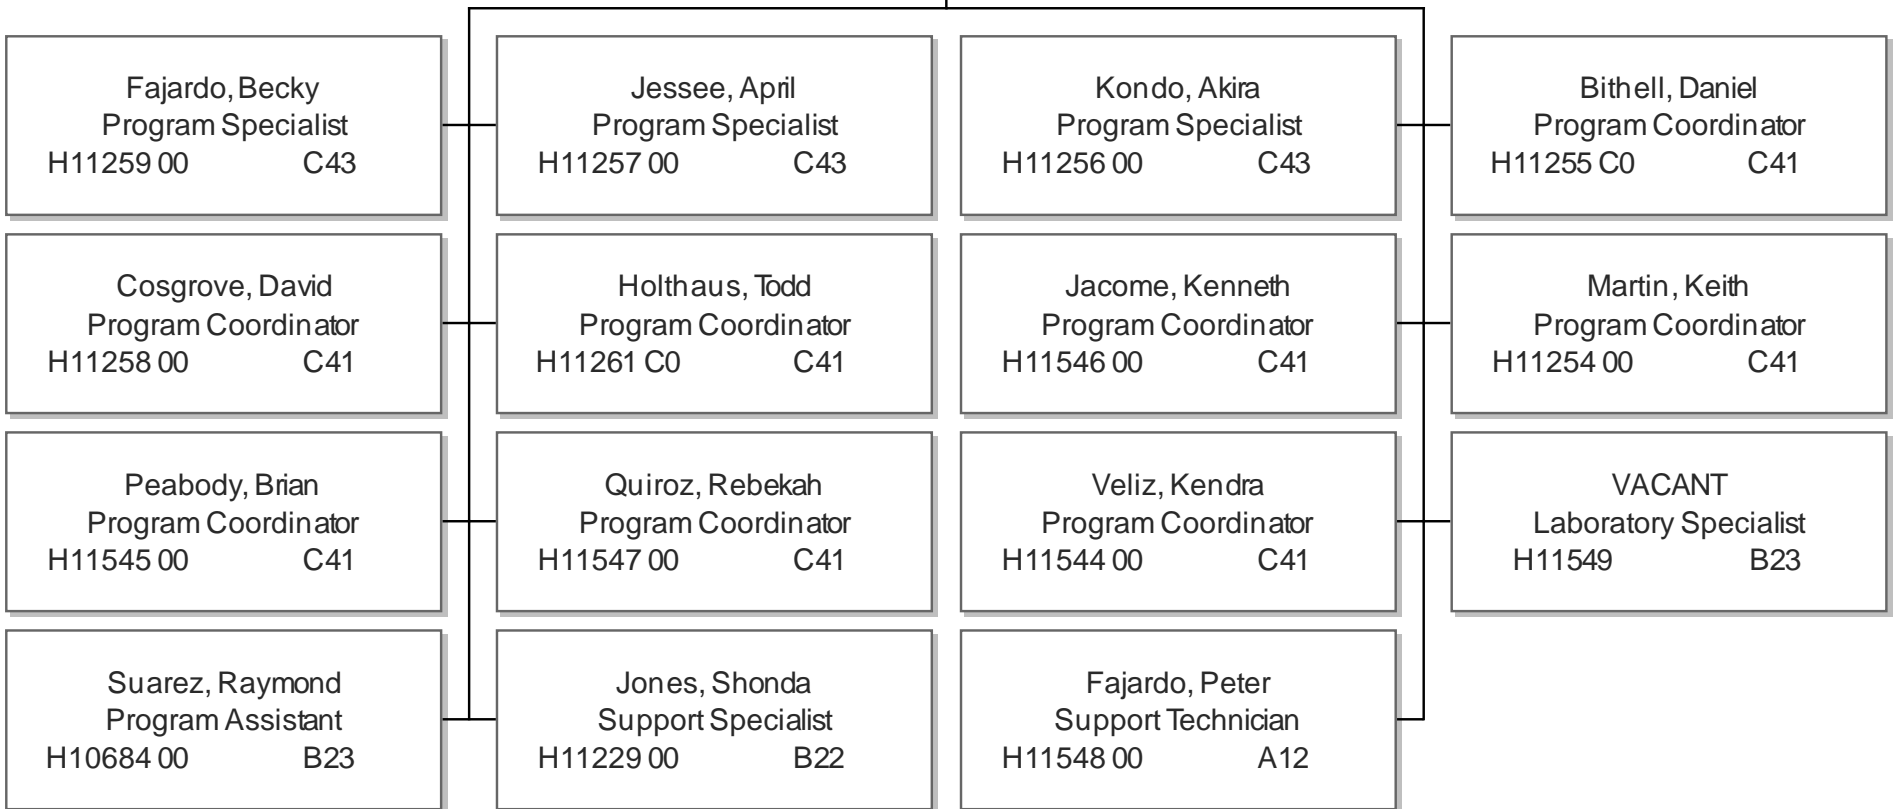 Fajardo, Becky
Program Specialist
H11259 00 C43
Jessee, April
Program Specialist
H11257 00 C43
Kondo, Akira
Program Specialist
H11256 00 C43
Bithell, Daniel
Program Coordinator
H11255 C0 C41
Cosgrove, David
Program Coordinator
H11258 00 C41
Holthaus, Todd
Program Coordinator
H11261 C0 C41
Jacome, Kenneth
Program Coordinator
H11546 00 C41
Martin, Keith
Program Coordinator
H11254 00 C41
Peabody, Brian
Program Coordinator
H11545 00 C41
Quiroz, Rebekah
Program Coordinator
H11547 00 C41
Veliz, Kendra
Program Coordinator
H11544 00 C41
VACANT
Laboratory Specialist
H11549 B23
Suarez, Raymond
Program Assistant
H10684 00 B23
Jones, Shonda
Support Specialist
H11229 00 B22
Fajardo, Peter
Support Technician
H11548 00 A12